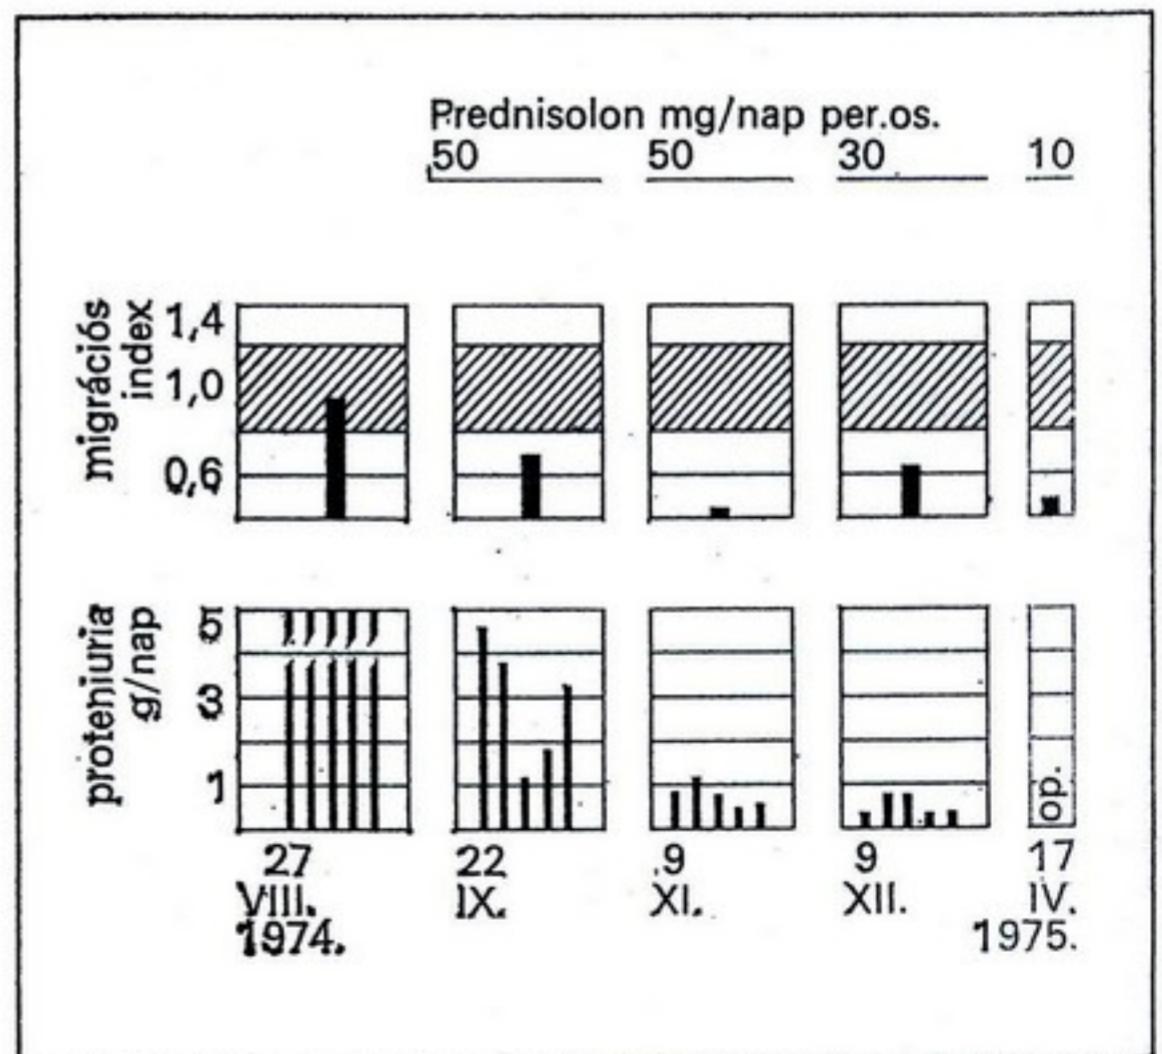 Prednisolon mg/nap per.os.
50 50 30 10
migrációs
index
1,4
1,0
0,6
proteniuria
g/nap
5
3
1
op.
27 22 9 9 17
VIII. IX. XI. XII. IV.
1974. 1975.